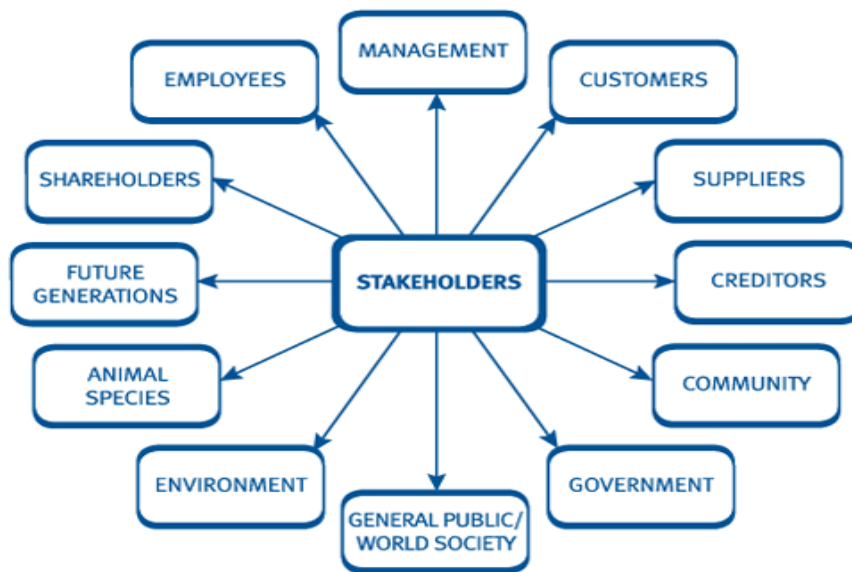 MANAGEMENT
EMPLOYEES
CUSTOMERS
SHAREHOLDERS
SUPPLIERS
FUTURE
GENERATIONS
STAKEHOLDERS
CREDITORS
ANIMAL
SPECIES
COMMUNITY
ENVIRONMENT
GOVERNMENT
GENERAL PUBLIC/
WORLD SOCIETY